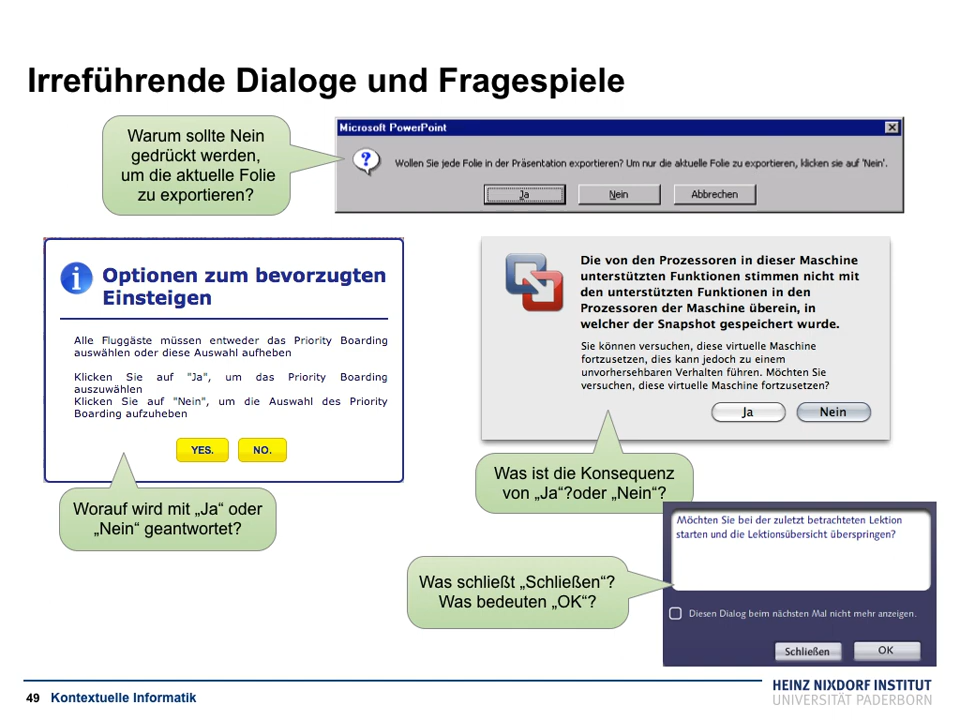 Irreführende Dialoge und Fragespiele
Warum sollte Nein
gedrückt werden,
um die aktuelle Folie
zu exportieren?
Microsoft PowerPoint
Wollen Sie jede Folie in der Präsentation exportieren? Um nur die aktuelle Folie zu exportieren, klicken sie auf 'Nein'.
Ja Nein Abbrechen
Optionen zum bevorzugten
Einsteigen
Alle Fluggäste müssen entweder das Priority Boarding
auswählen oder diese Auswahl aufheben
Klicken Sie auf "Ja", um das Priority Boarding
auszuwählen
Klicken Sie auf "Nein", um die Auswahl des Priority
Boarding aufzuheben
YES. NO.
Worauf wird mit „Ja“ oder
„Nein“ geantwortet?
Die von den Prozessoren in dieser Maschine
unterstützten Funktionen stimmen nicht mit
den unterstützten Funktionen in den
Prozessoren der Maschine überein, in
welcher der Snapshot gespeichert wurde.
Sie können versuchen, diese virtuelle Maschine
fortzusetzen, dies kann jedoch zu einem
unvorhersehbaren Verhalten führen. Möchten Sie
versuchen, diese virtuelle Maschine fortzusetzen?
Ja Nein
Was ist die Konsequenz
von „Ja“?oder „Nein“?
Was schließt „Schließen“?
Was bedeuten „OK“?
Möchten Sie bei der zuletzt betrachteten Lektion
starten und die Lektionsübersicht überspringen?
Diesen Dialog beim nächsten Mal nicht mehr anzeigen.
Schließen OK
49 Kontextuelle Informatik
HEINZ NIXDORF INSTITUT
UNIVERSITÄT PADERBORN